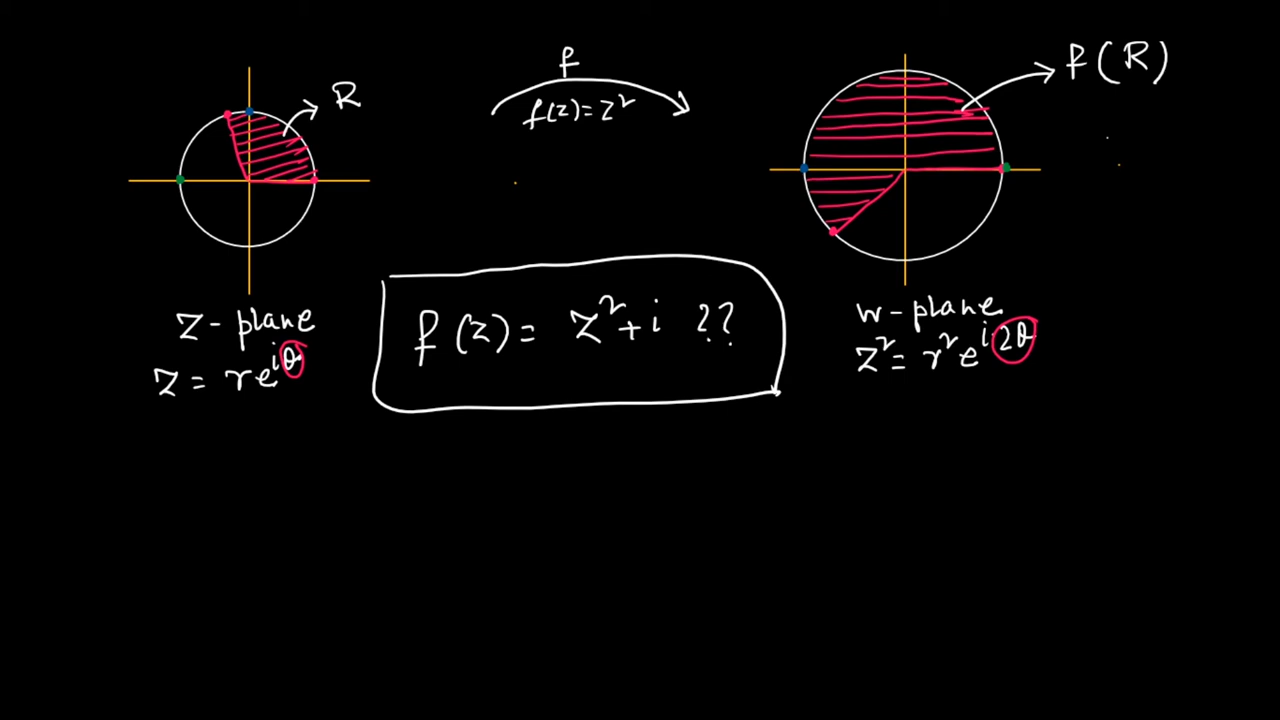 R
f
f(z)=z²
f(R)
z-plane
z = re^{iθ}
f(z) = z²+i ??
w-plane
z² = r²e^{i2θ}